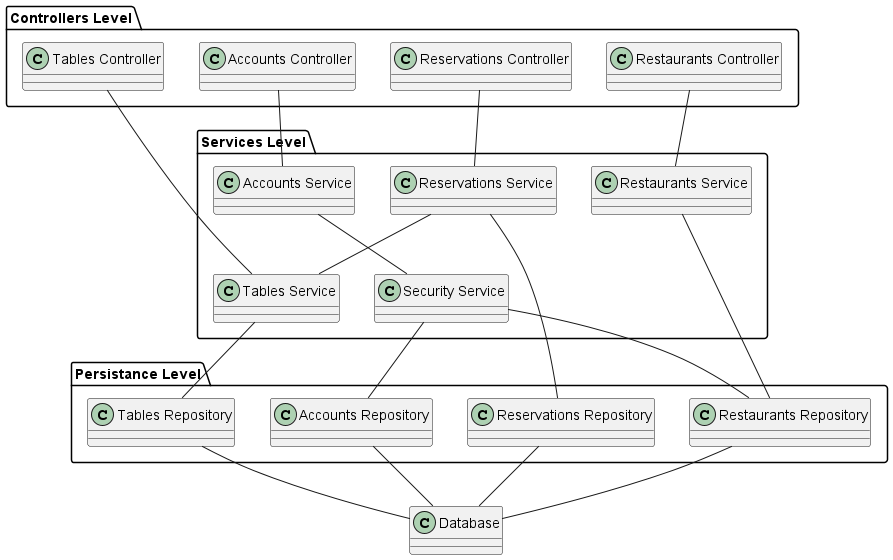 Controllers Level
C Tables Controller
C Accounts Controller
C Reservations Controller
C Restaurants Controller
Services Level
C Accounts Service
C Reservations Service
C Restaurants Service
C Tables Service
C Security Service
Persistance Level
C Tables Repository
C Accounts Repository
C Reservations Repository
C Restaurants Repository
C Database